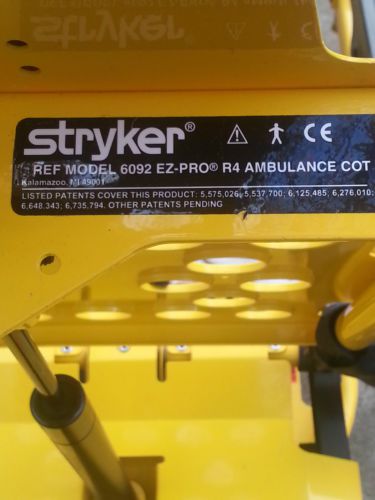 stryker®
CE
REF MODEL 6092 EZ-PRO® R4 AMBULANCE COT
Kalamazoo, MI 49001
LISTED PATENTS COVER THIS PRODUCT: 5,575,026; 5,537,700; 6,125,485; 6,276,010;
6,648,343; 6,735,794. OTHER PATENTS PENDING